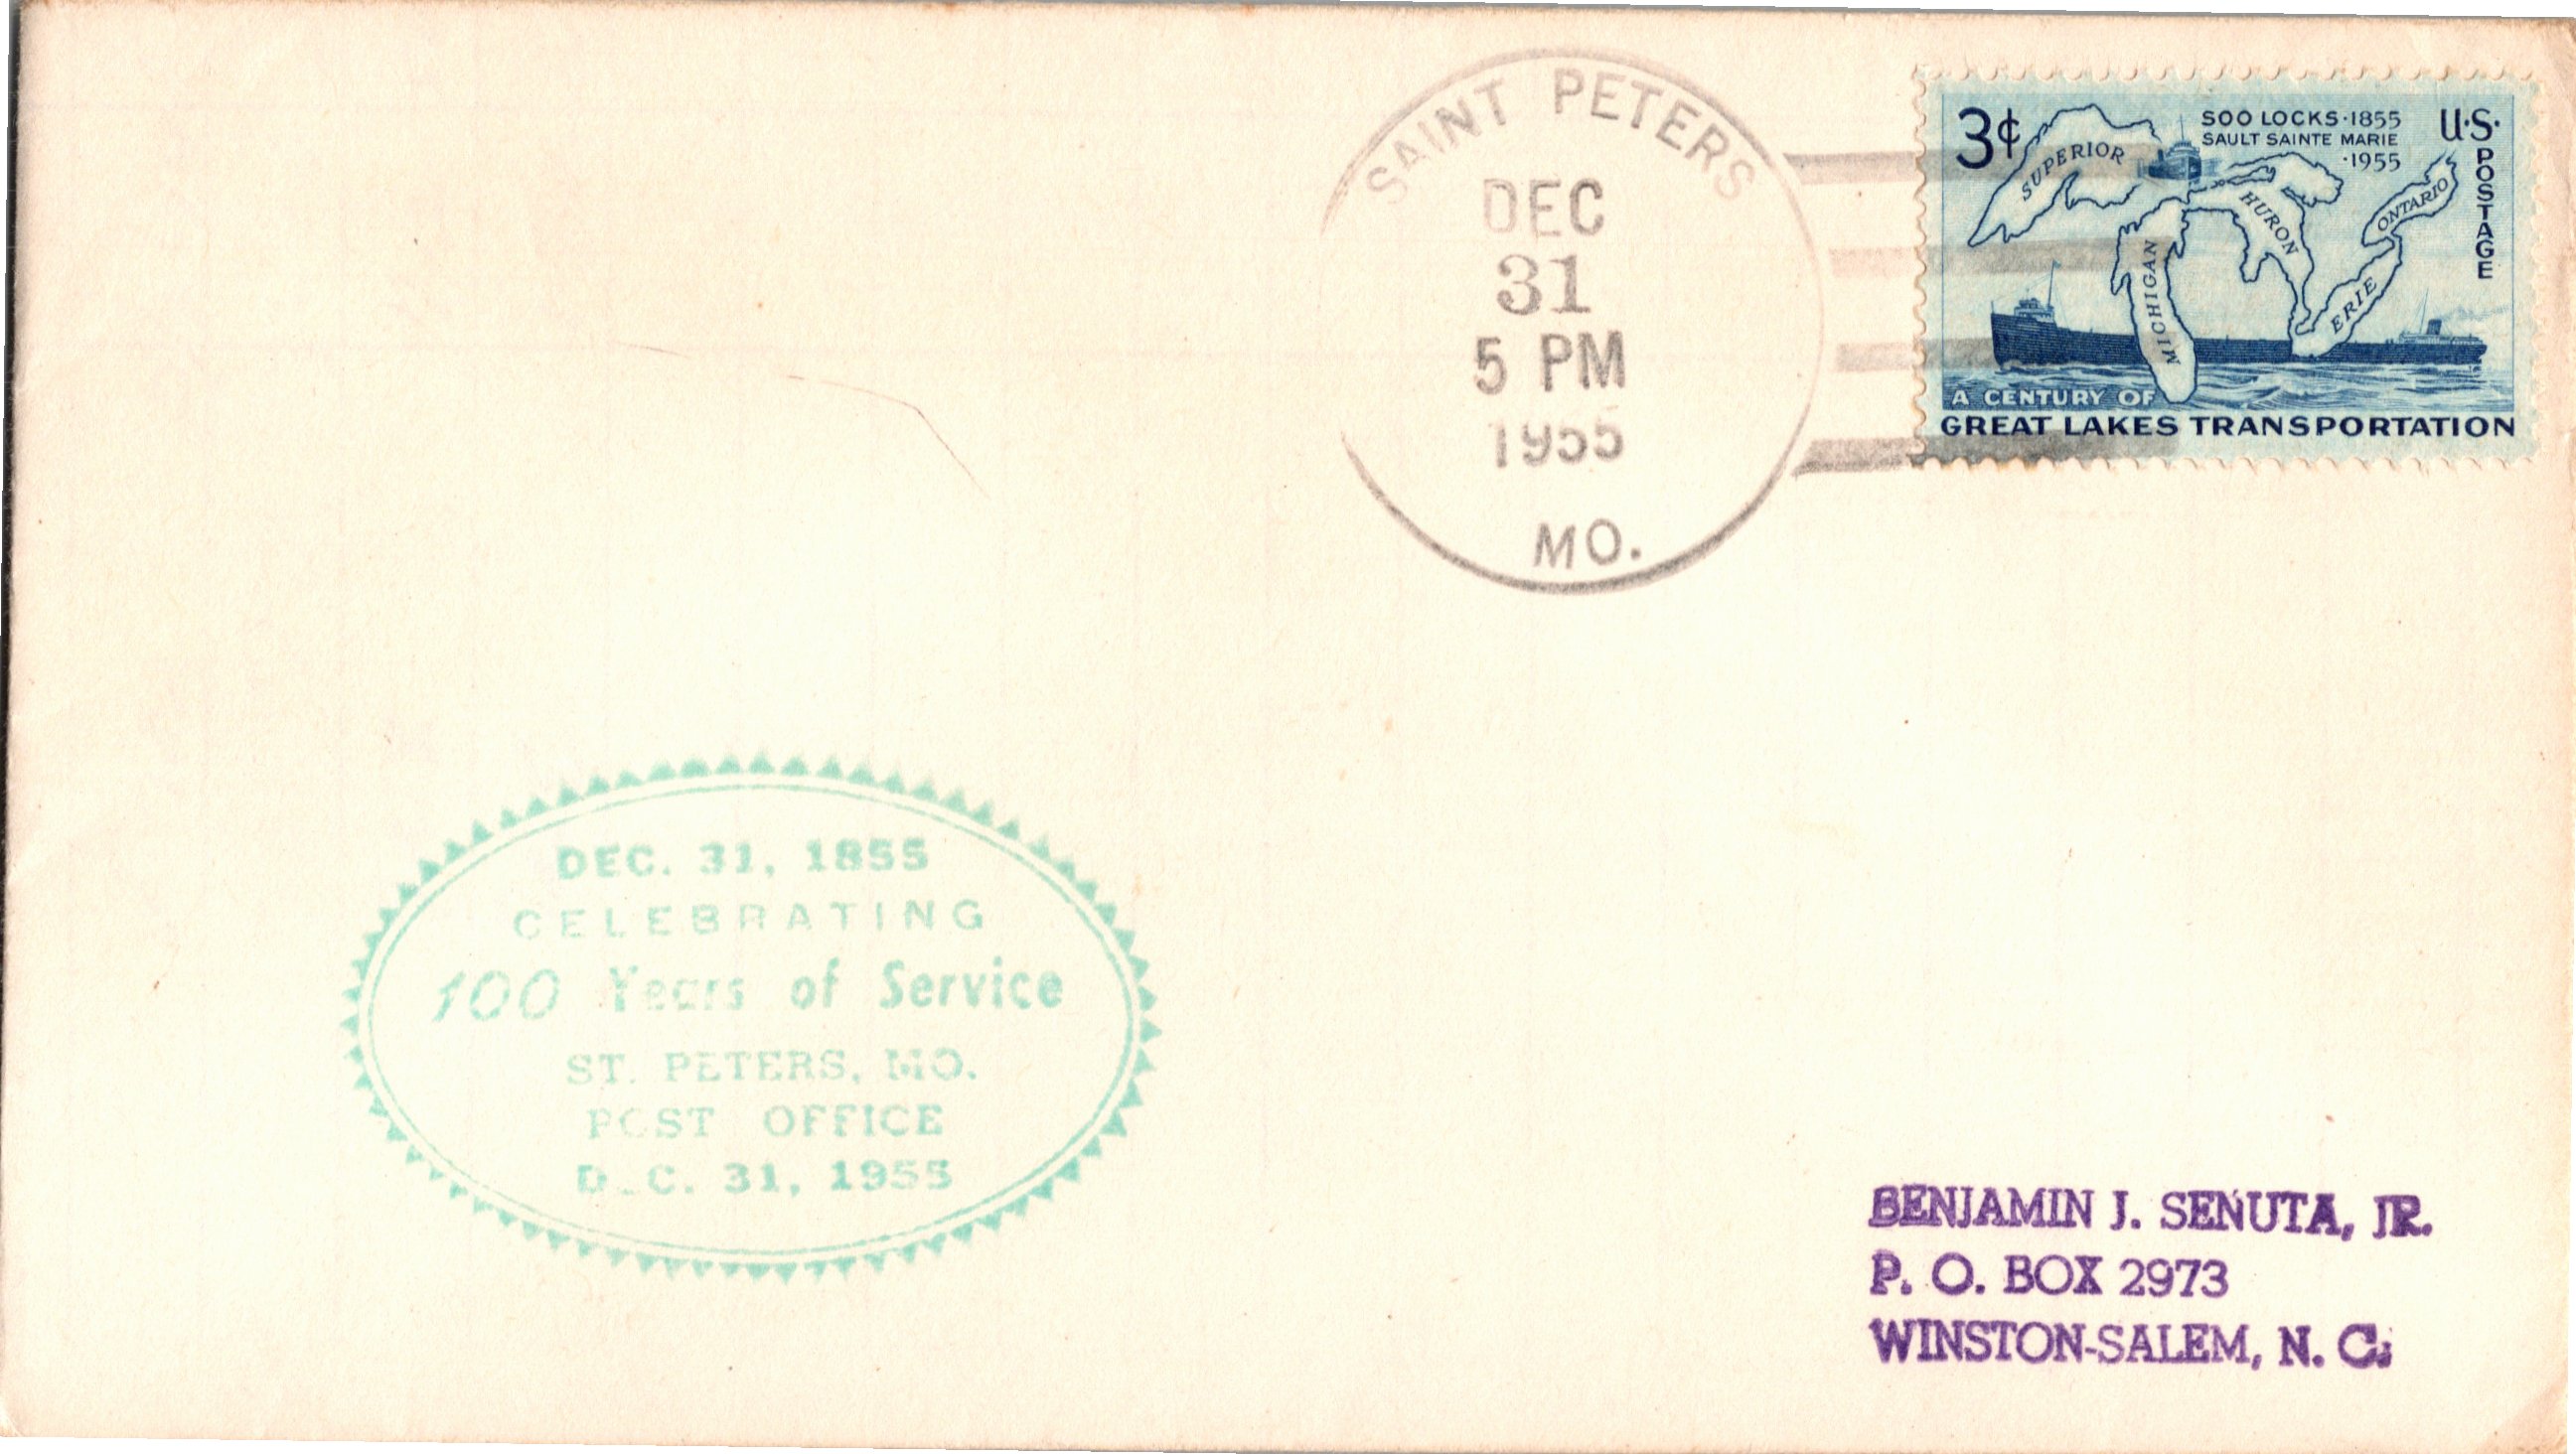 SAINT PETERS
DEC
31
5 PM
1955
MO.
3¢
SOO LOCKS·1855
SAULT SAINTE MARIE
·1955
U·S·
POSTAGE
SUPERIOR
HURON
ONTARIO
MICHIGAN
ERIE
A CENTURY OF
GREAT LAKES TRANSPORTATION
DEC. 31, 1855
CELEBRATING
100 Years of Service
ST. PETERS, MO.
POST OFFICE
DEC. 31, 1955
BENJAMIN J. SENUTA, JR.
P. O. BOX 2973
WINSTON-SALEM, N. C.